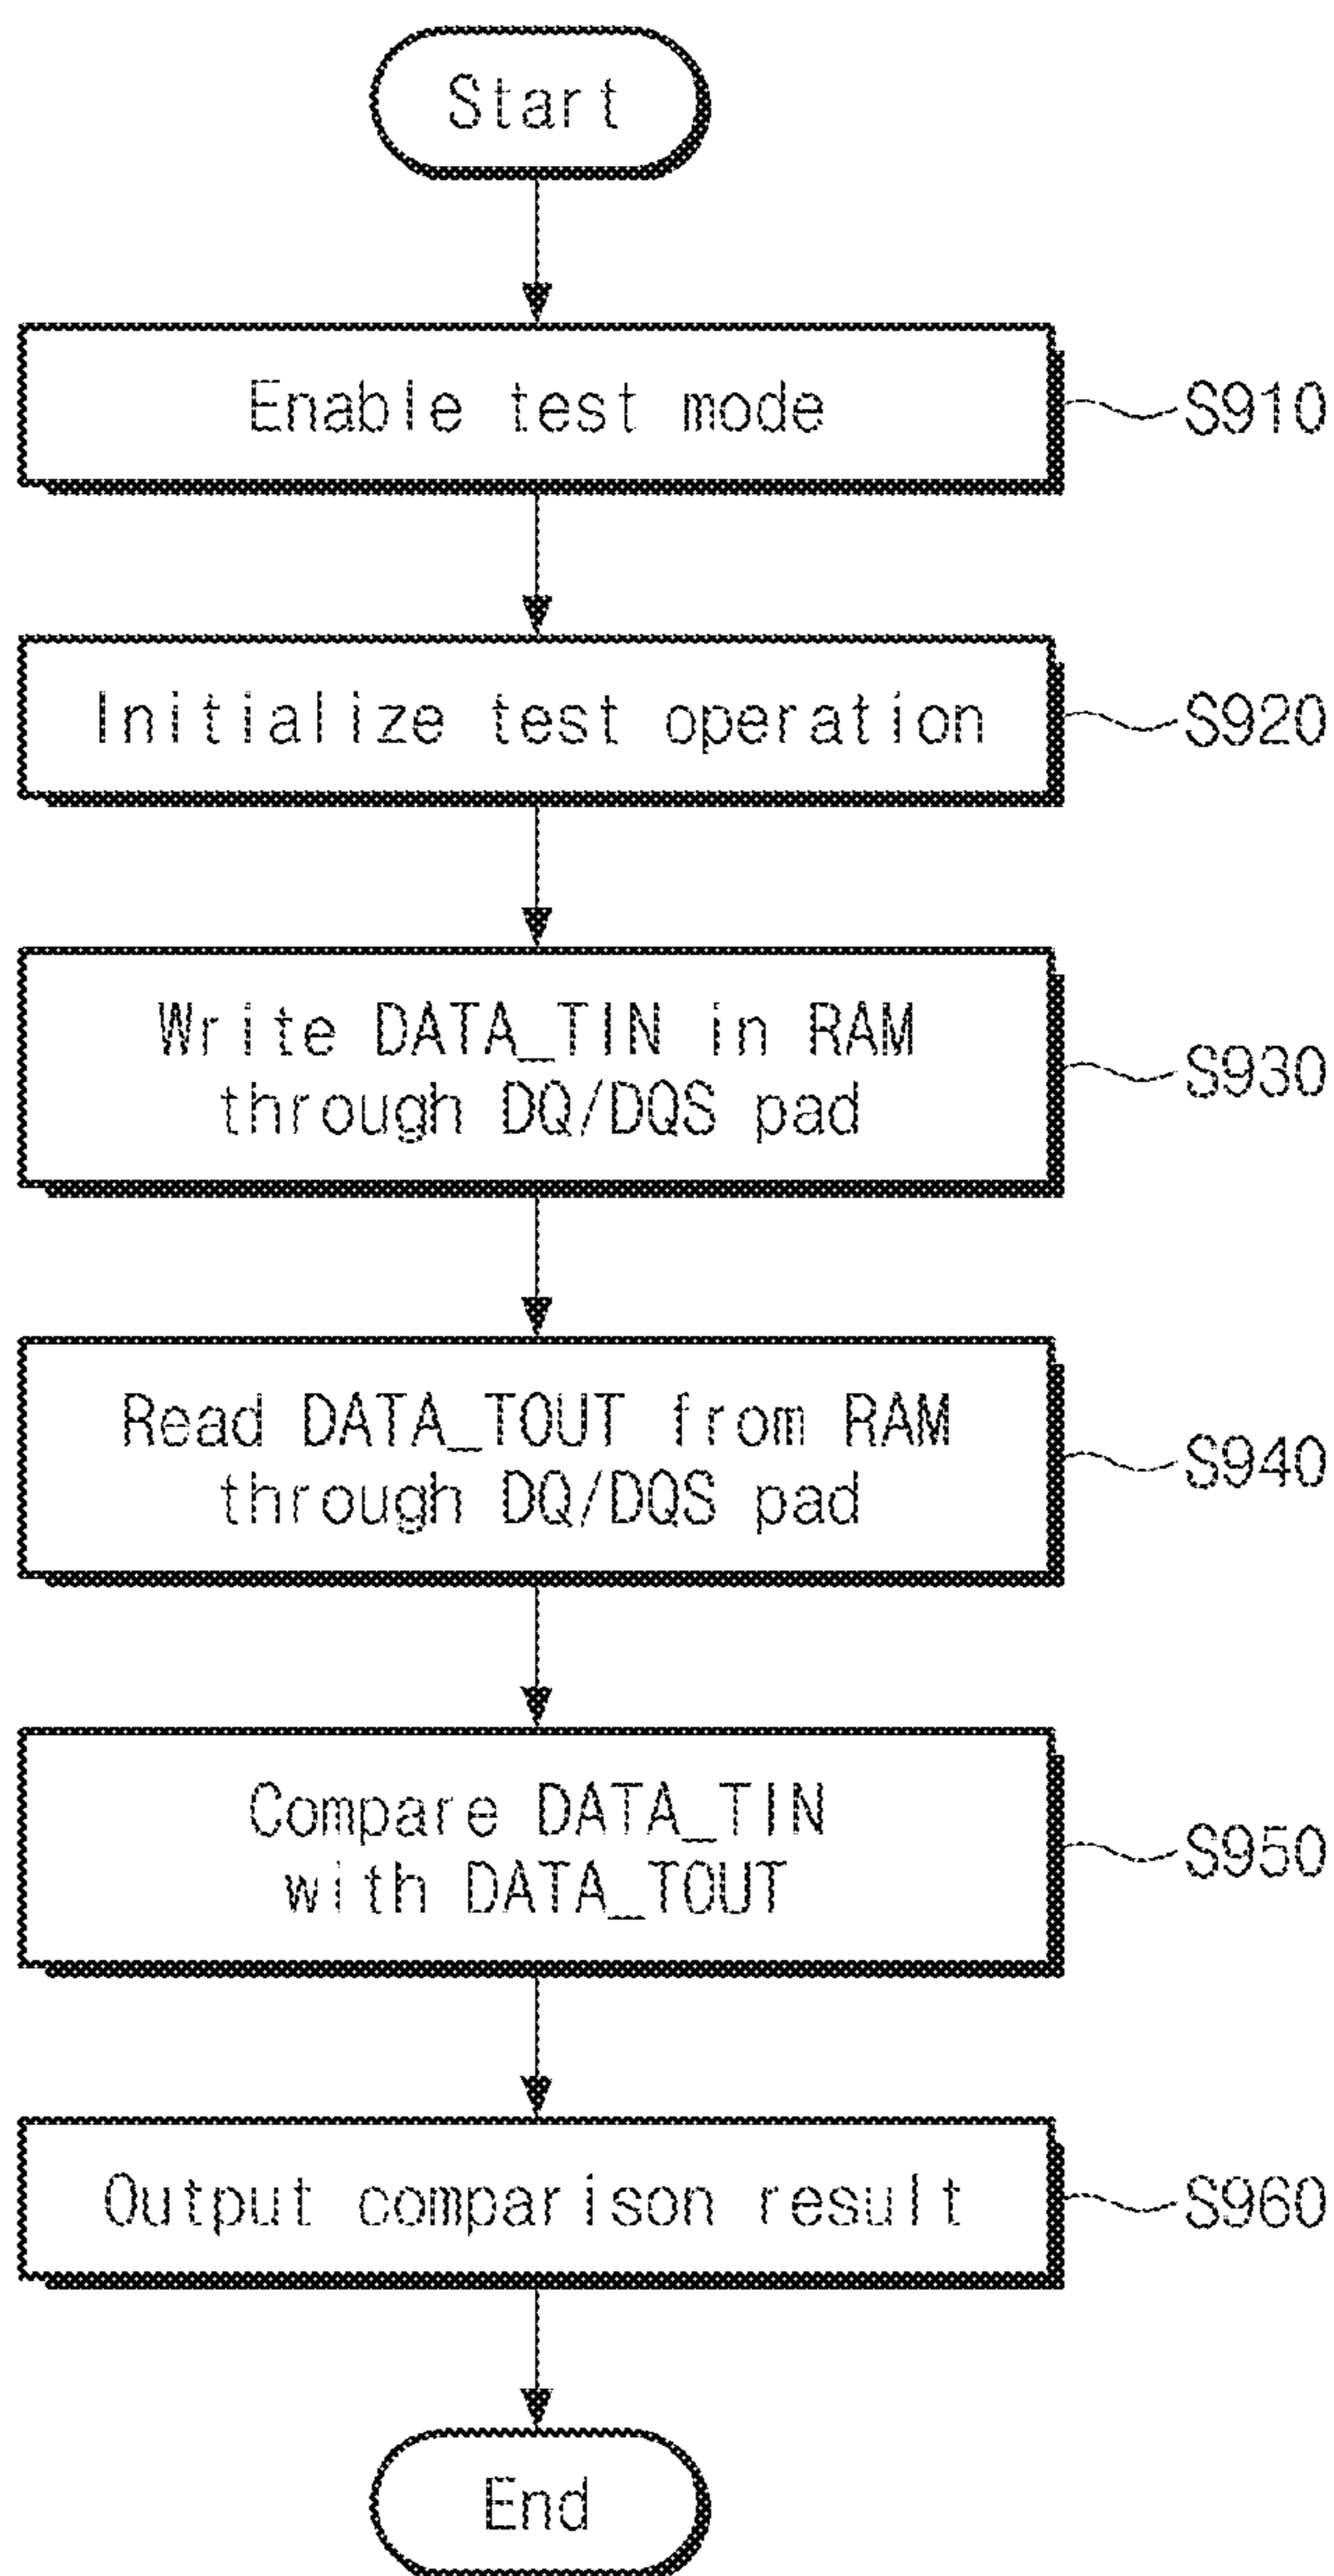 Start
Enable test mode
S910
Initialize test operation
S920
Write DATA_TIN in RAM
through DQ/DQS pad
S930
Read DATA_TOUT from RAM
through DQ/DQS pad
S940
Compare DATA_TIN
with DATA_TOUT
S950
Output comparison result
S960
End